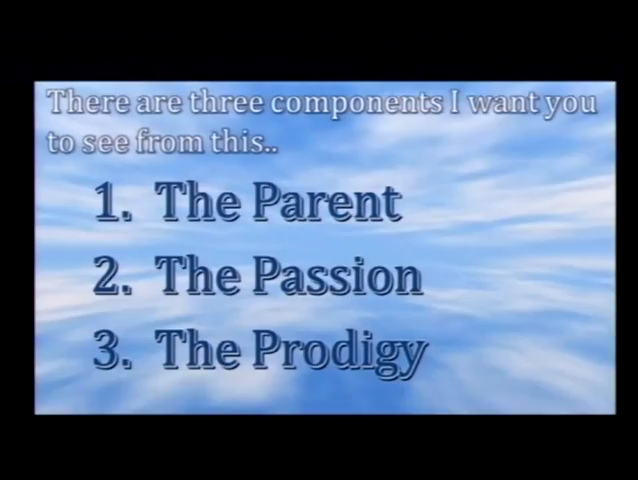 There are three components I want you
to see from this..
1. The Parent
2. The Passion
3. The Prodigy